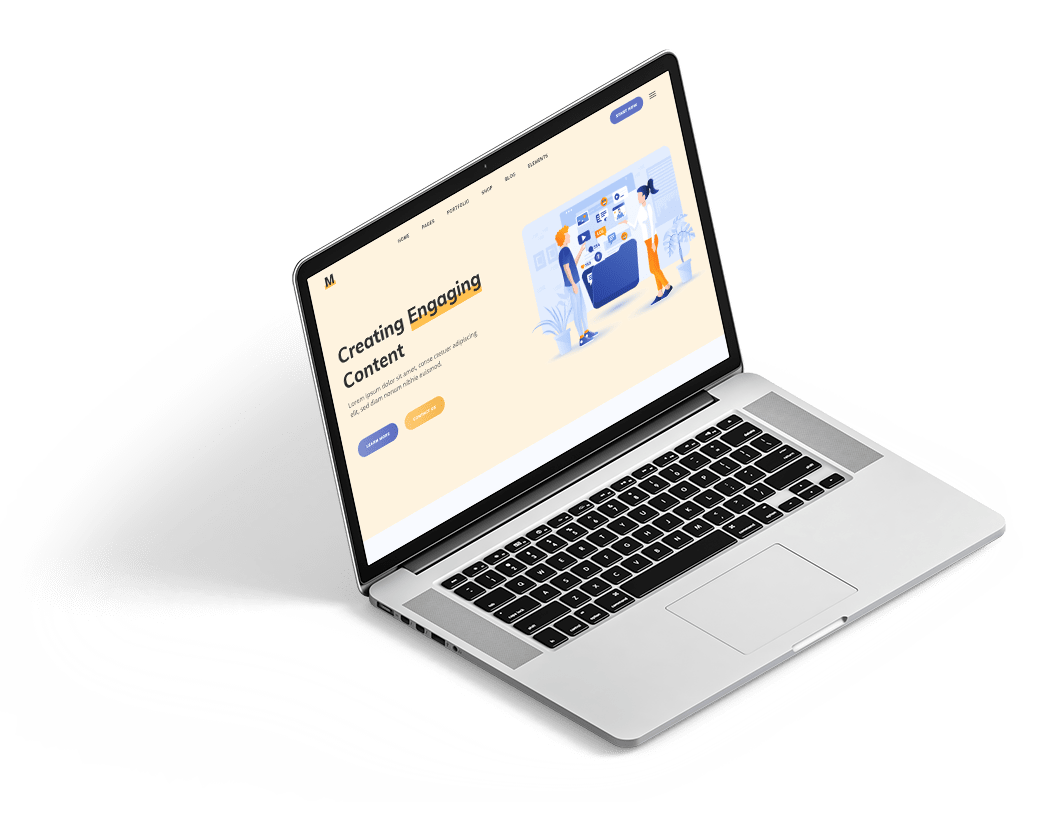 START NOW
HOME PAGES PORTFOLIO SHOP BLOG ELEMENTS
M
Creating Engaging
Content
Lorem ipsum dolor sit amet, conse ctetuer adipiscing
elit, sed diam nonum nibhie euismod.
LEARN MORE CONTACT US